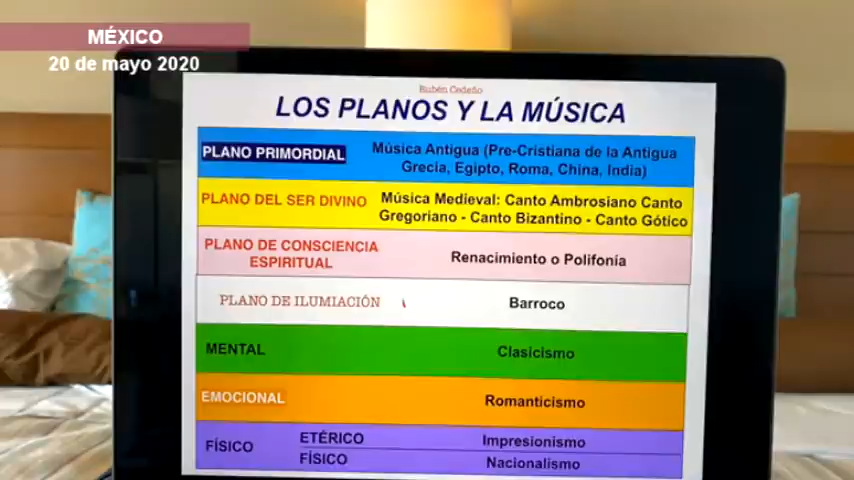 MÉXICO
20 de mayo 2020
Rubén Cedeño
LOS PLANOS Y LA MÚSICA
PLANO PRIMORDIAL
Música Antigua (Pre-Cristiana de la Antigua
Grecia, Egipto, Roma, China, India)
PLANO DEL SER DIVINO
Música Medieval: Canto Ambrosiano Canto
Gregoriano - Canto Bizantino - Canto Gótico
PLANO DE CONSCIENCIA
ESPIRITUAL
Renacimiento o Polifonía
PLANO DE ILUMIACIÓN
Barroco
MENTAL
Clasicismo
EMOCIONAL
Romanticismo
FÍSICO
ETÉRICO
Impresionismo
FÍSICO
Nacionalismo